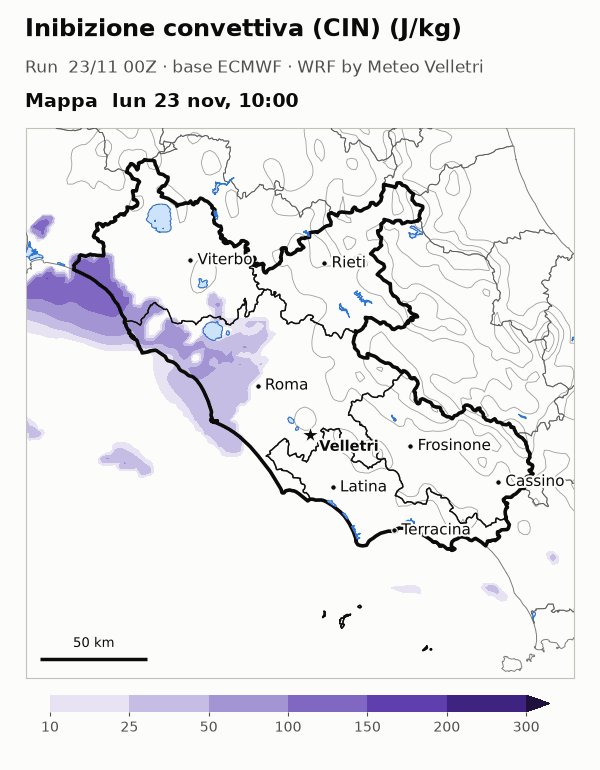 Inibizione convettiva (CIN) (J/kg)
Run  23/11 00Z · base ECMWF · WRF by Meteo Velletri
Mappa  lun 23 nov, 10:00
Viterbo
Rieti
Roma
Velletri
Frosinone
Cassino
Latina
Terracina
50 km
10 25 50 100 150 200 300